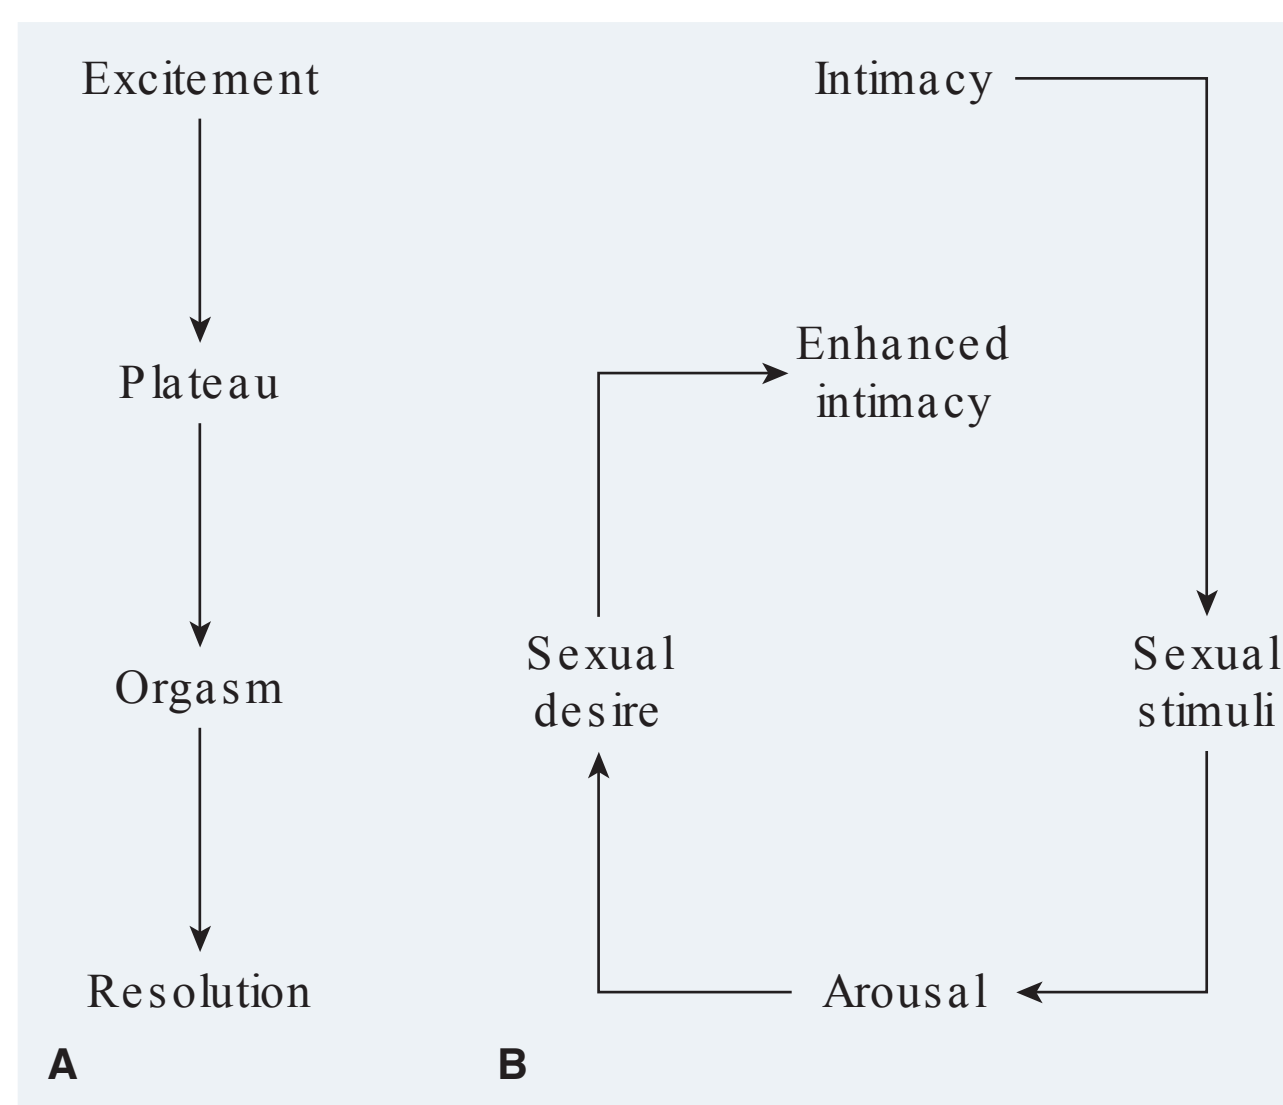 Excitement
Plateau
Orgasm
Resolution
A
Intimacy
Enhanced
intimacy
Sexual
desire
Sexual
stimuli
Arousal
B